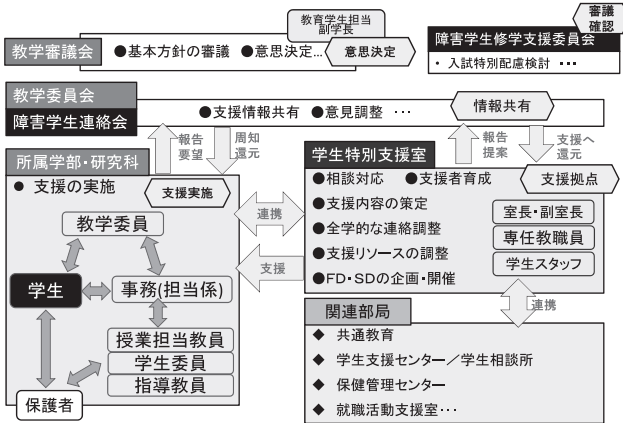 教育学生担当
副学長
教学審議会
●基本方針の審議 ●意思決定…
意思決定
審議
確認
障害学生修学支援委員会
・ 入試特別配慮検討 ・・・
教学委員会
障害学生連絡会
●支援情報共有 ●意見調整 …
情報共有
報告
要望
周知
還元
報告
提案
支援へ
還元
所属学部・研究科
● 支援の実施
支援実施
教学委員
学生
事務(担当係)
授業担当教員
学生委員
指導教員
保護者
連携
支援
学生特別支援室
●相談対応 ●支援者育成
●支援内容の策定
●全学的な連絡調整
●支援リソースの調整
●FD・SDの企画・開催
支援拠点
室長・副室長
専任教職員
学生スタッフ
連携
関連部局
◆ 共通教育
◆ 学生支援センター／学生相談所
◆ 保健管理センター
◆ 就職活動支援室…